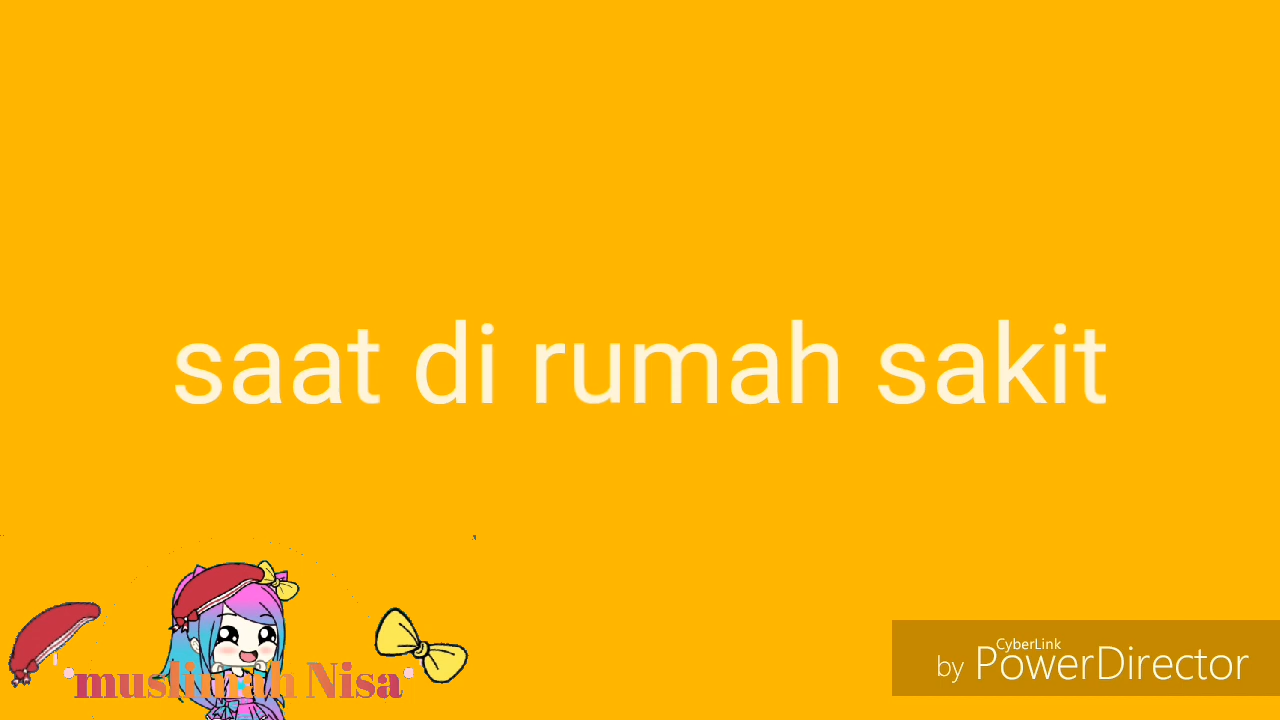 saat di rumah sakit
*muslimah Nisa*
CyberLink
by PowerDirector